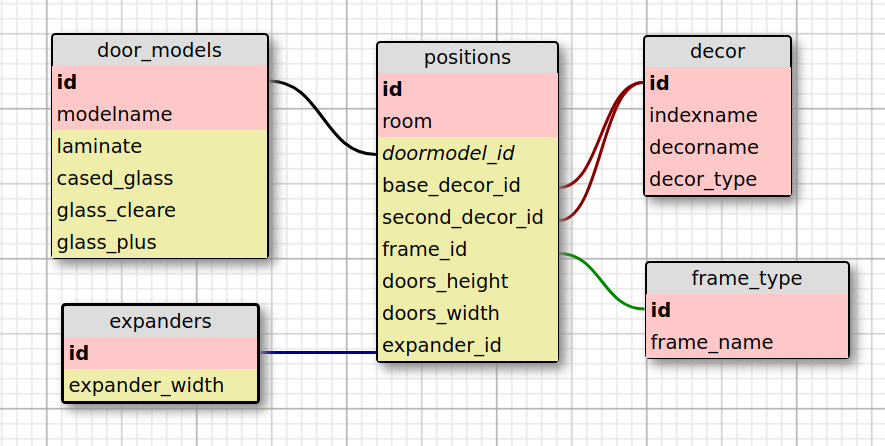 door_models
id
modelname
laminate
cased_glass
glass_cleare
glass_plus
expanders
id
expander_width
positions
id
room
doormodel_id
base_decor_id
second_decor_id
frame_id
doors_height
doors_width
expander_id
decor
id
indexname
decorname
decor_type
frame_type
id
frame_name